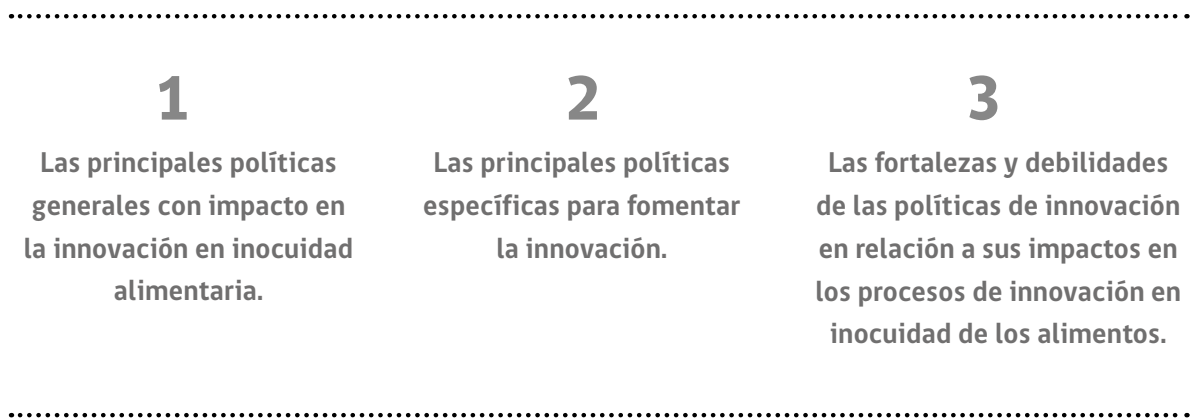 1
Las principales políticas
generales con impacto en
la innovación en inocuidad
alimentaria.
2
Las principales políticas
específicas para fomentar
la innovación.
3
Las fortalezas y debilidades
de las políticas de innovación
en relación a sus impactos en
los procesos de innovación en
inocuidad de los alimentos.